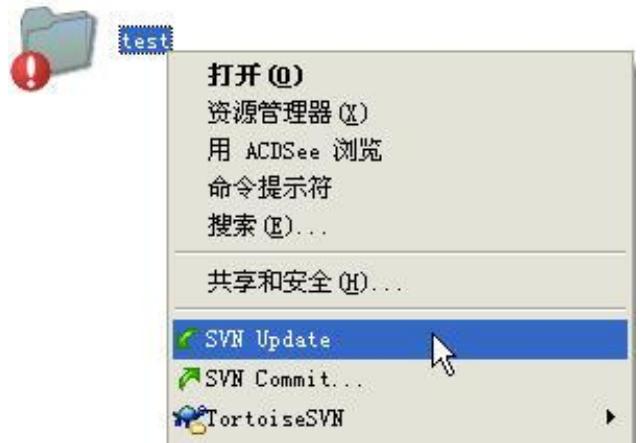 test
打开(O)
资源管理器(X)
用 ACDSee 浏览
命令提示符
搜索(E)...
共享和安全(H)...
SVN Update
SVN Commit...
TortoiseSVN